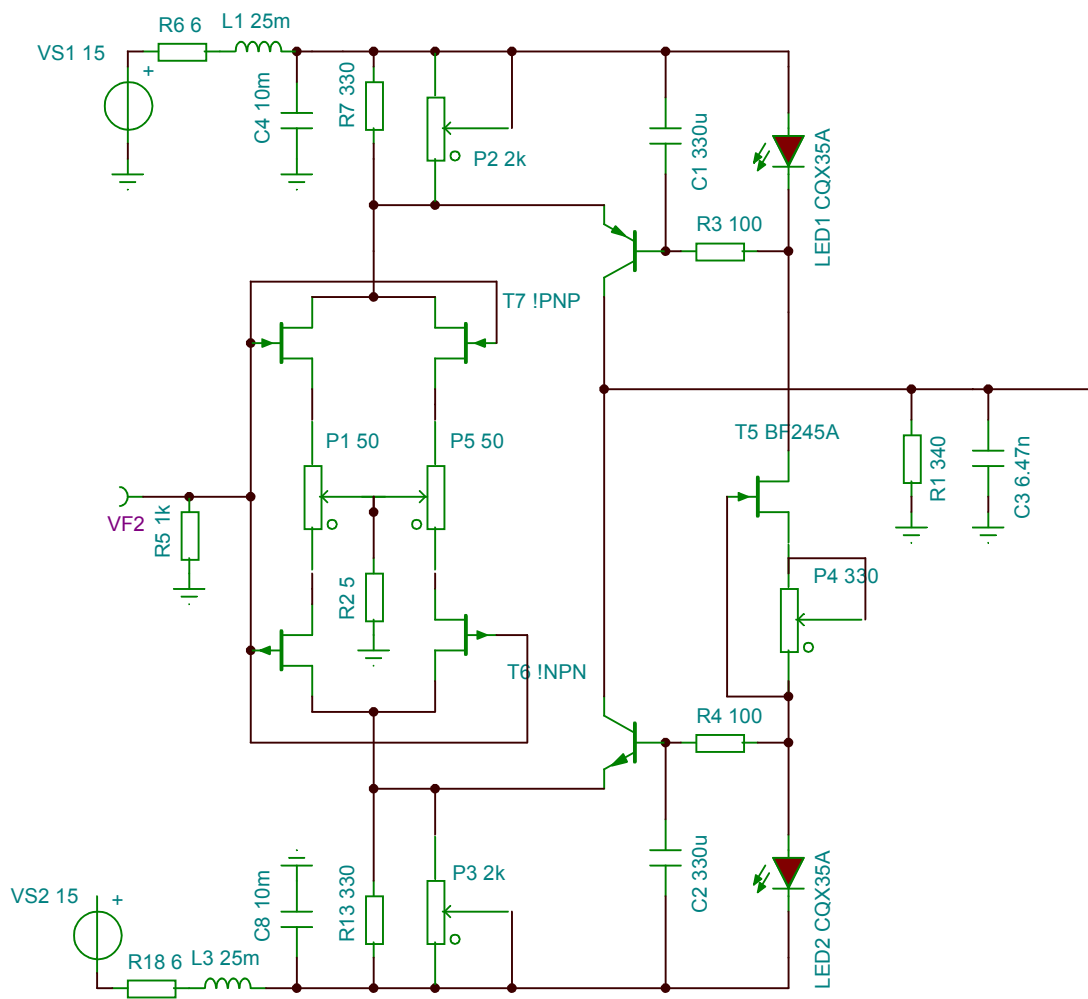 R6 6
L1 25m
VS1 15
+
C4 10m
R7 330
P2 2k
C1 330u
LED1 CQX35A
R3 100
T7 !PNP
P1 50
P5 50
T5 BF245A
R1 340
C3 6.47n
VF2
R5 1k
R2 5
P4 330
T6 !NPN
R4 100
VS2 15
+
C8 10m
R13 330
P3 2k
C2 330u
LED2 CQX35A
R18 6
L3 25m